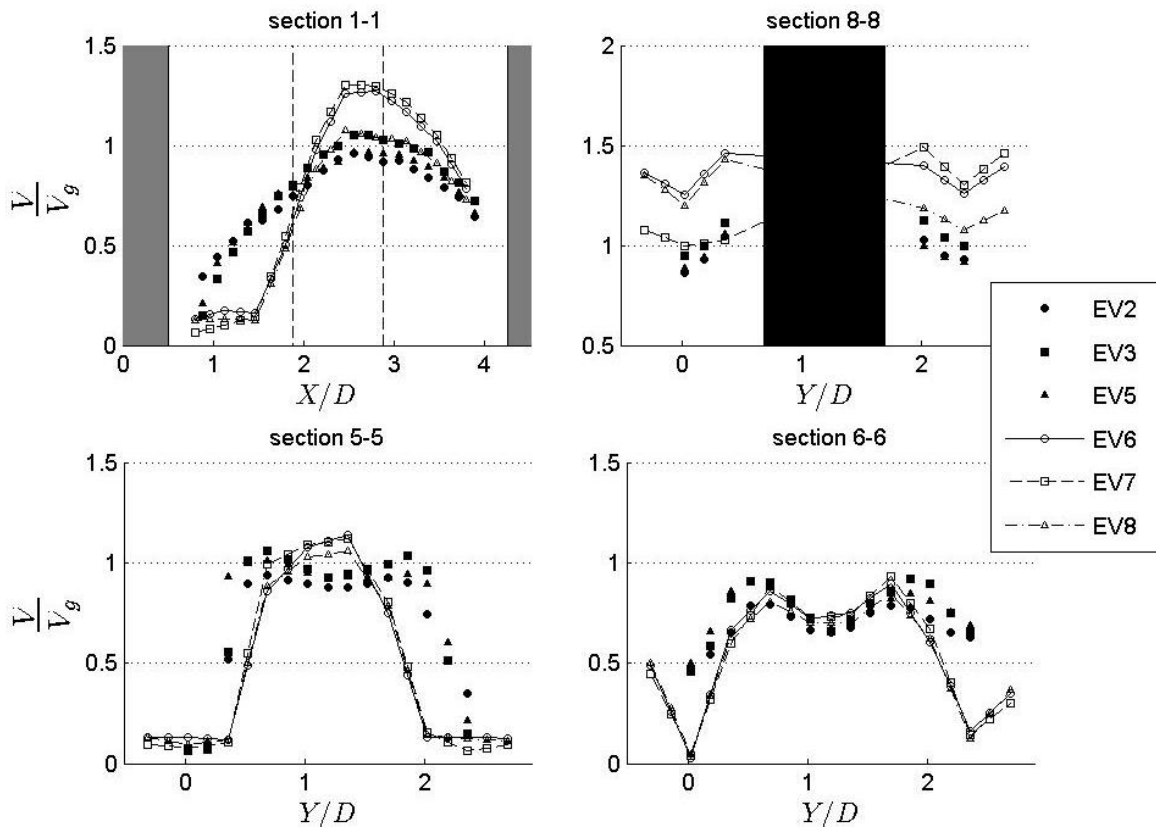 section 1-1
1.5
1
0.5
0
V/V_g
0 1 2 3 4
X/D
section 8-8
2
1.5
1
0.5
0 1 2
Y/D
EV2
EV3
EV5
EV6
EV7
EV8
section 5-5
1.5
1
0.5
0
V/V_g
0 1 2
Y/D
section 6-6
1.5
1
0.5
0
0 1 2
Y/D